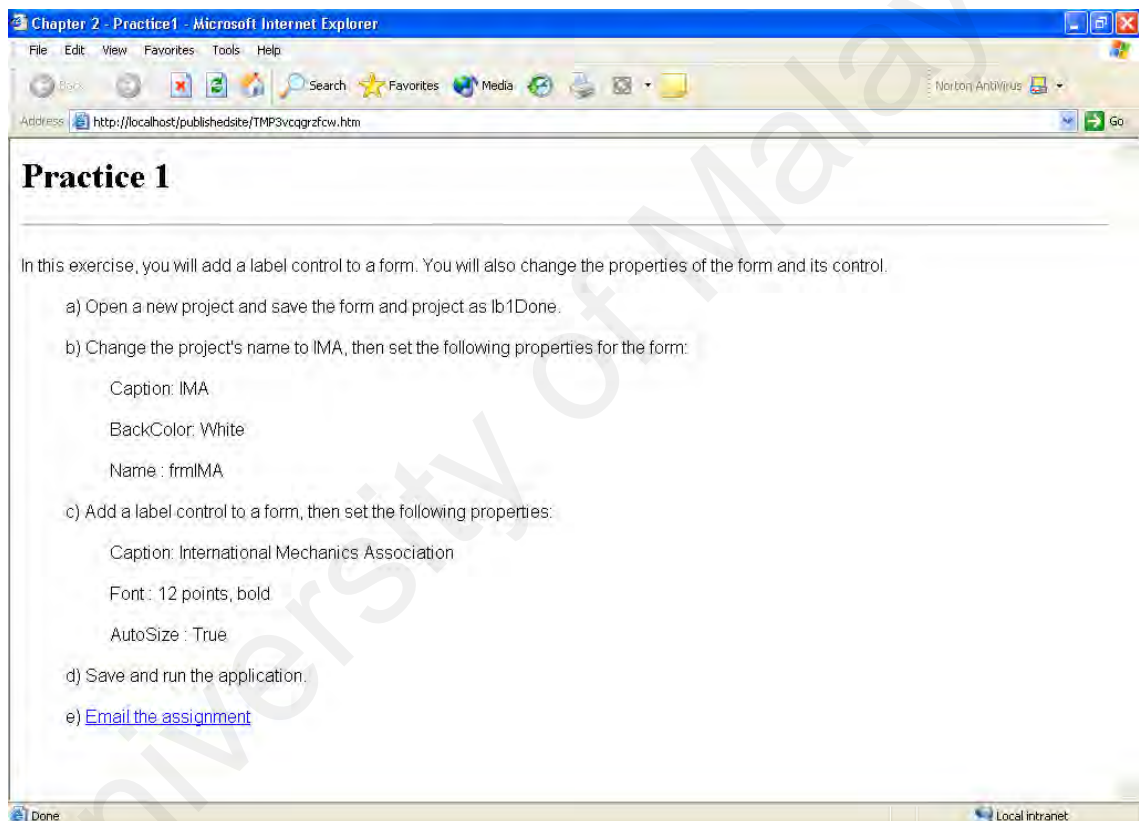 Chapter 2 - Practice1 - Microsoft Internet Explorer
File Edit View Favorites Tools Help
Back Search Favorites Media Norton AntiVirus
Address http://localhost/publishedsite/TMP3vcqgrzfcw.htm Go
Practice 1
In this exercise, you will add a label control to a form. You will also change the properties of the form and its control.
a) Open a new project and save the form and project as lb1Done.
b) Change the project's name to IMA, then set the following properties for the form:
Caption: IMA
BackColor: White
Name : frmIMA
c) Add a label control to a form, then set the following properties:
Caption: International Mechanics Association
Font : 12 points, bold
AutoSize : True
d) Save and run the application.
e) Email the assignment
Done Local intranet
niversity of Malay